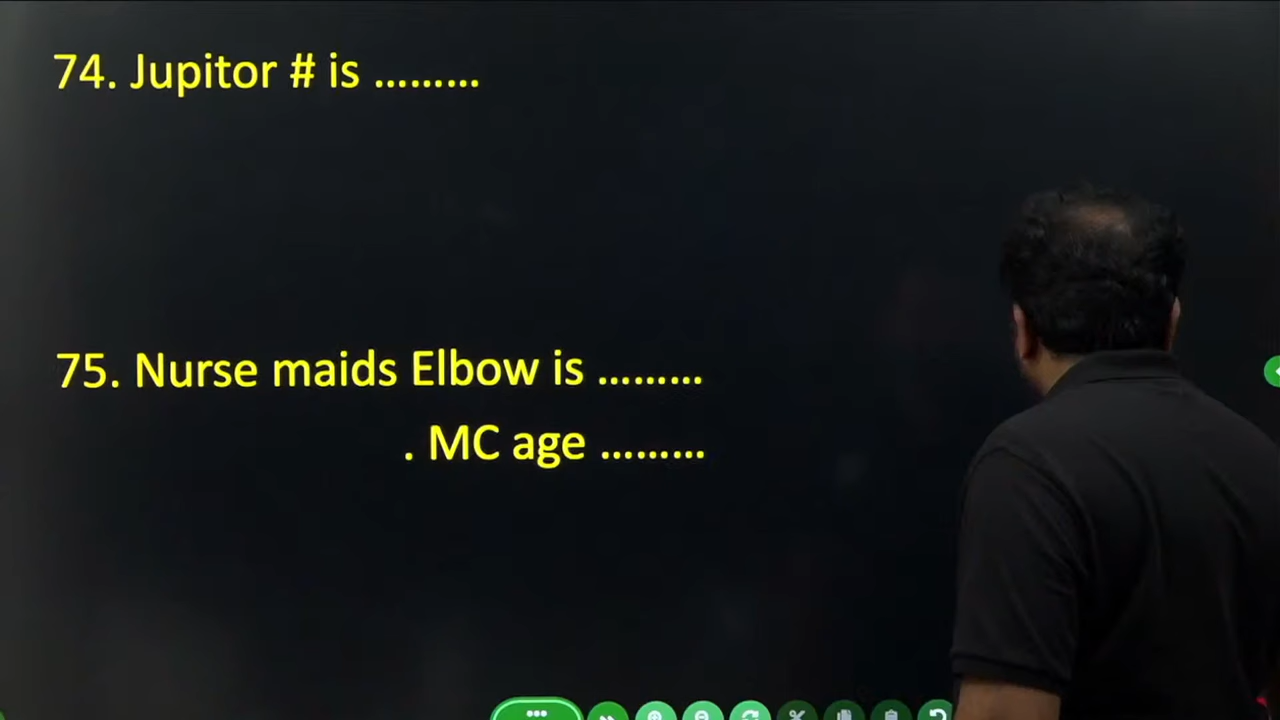 74. Jupitor # is .........
75. Nurse maids Elbow is .........
. MC age .........